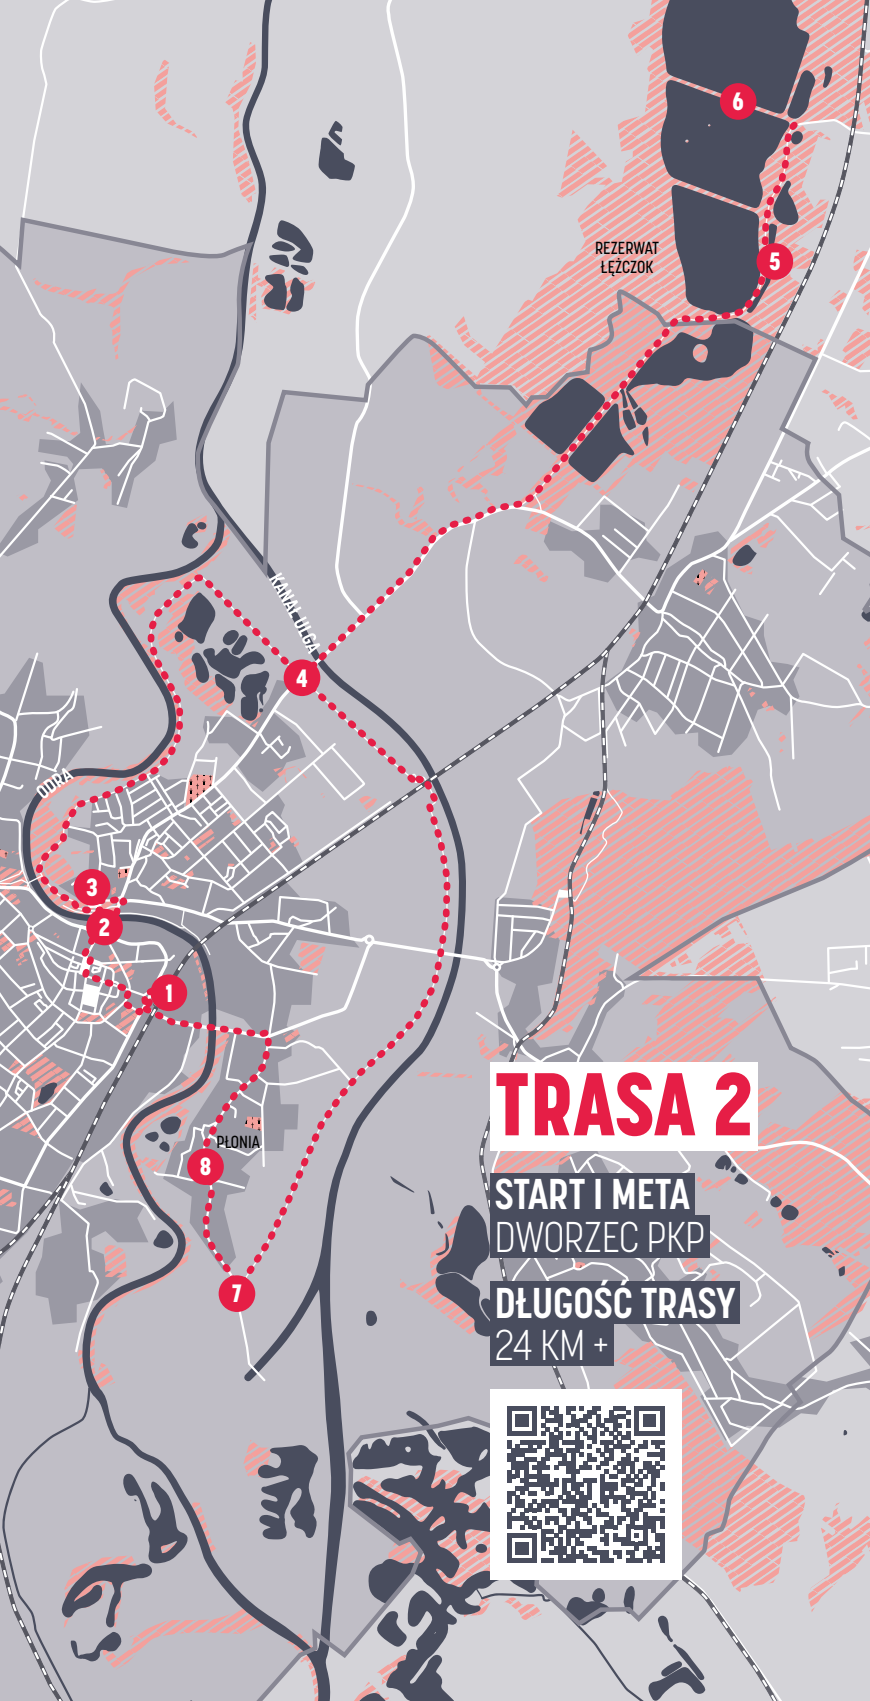 6
5
REZERWAT
ŁĘŻCZOK
KANAŁ ULGA
4
ODRA
3
2
1
PŁONIA
8
7
TRASA 2
START I META
DWORZEC PKP
DŁUGOŚĆ TRASY
24 KM +